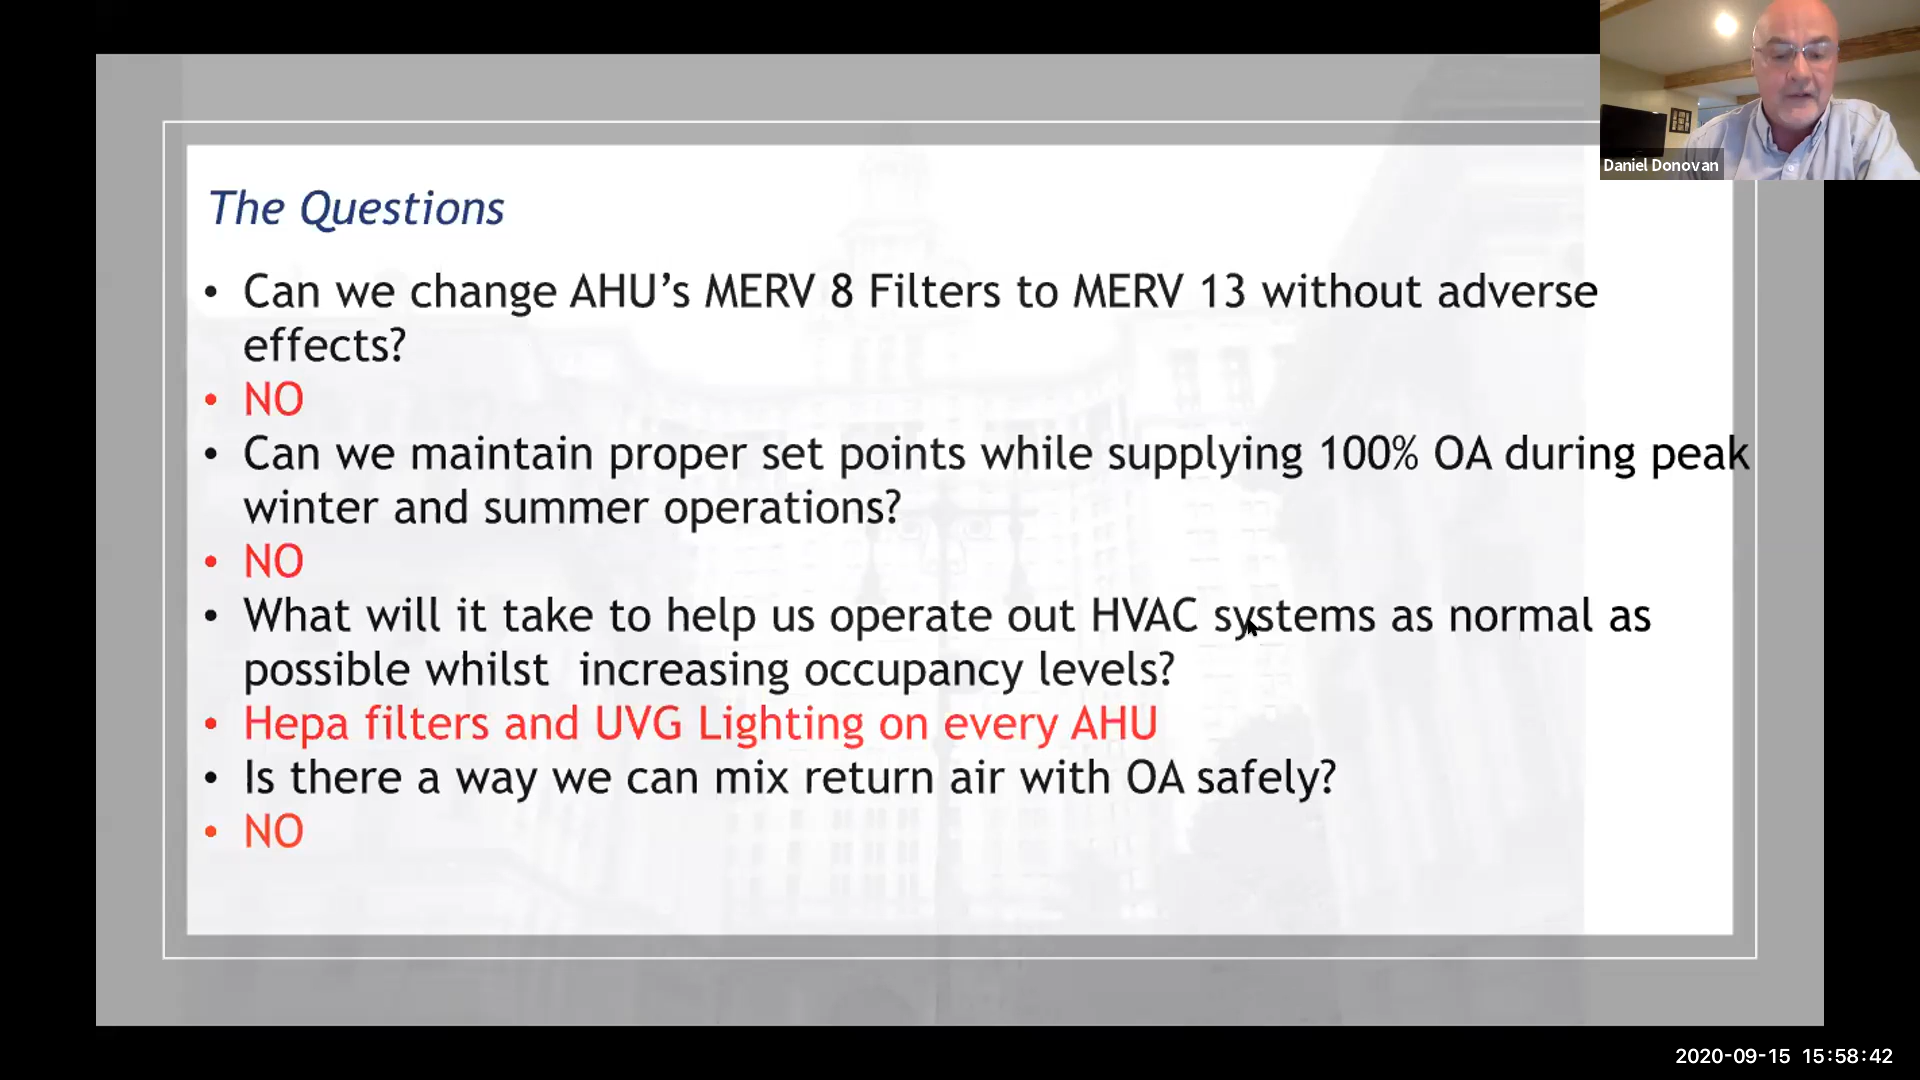 Daniel Donovan
The Questions
• Can we change AHU’s MERV 8 Filters to MERV 13 without adverse
effects?
• NO
• Can we maintain proper set points while supplying 100% OA during peak
winter and summer operations?
• NO
• What will it take to help us operate out HVAC systems as normal as
possible whilst  increasing occupancy levels?
• Hepa filters and UVG Lighting on every AHU
• Is there a way we can mix return air with OA safely?
• NO
2020-09-15 15:58:42